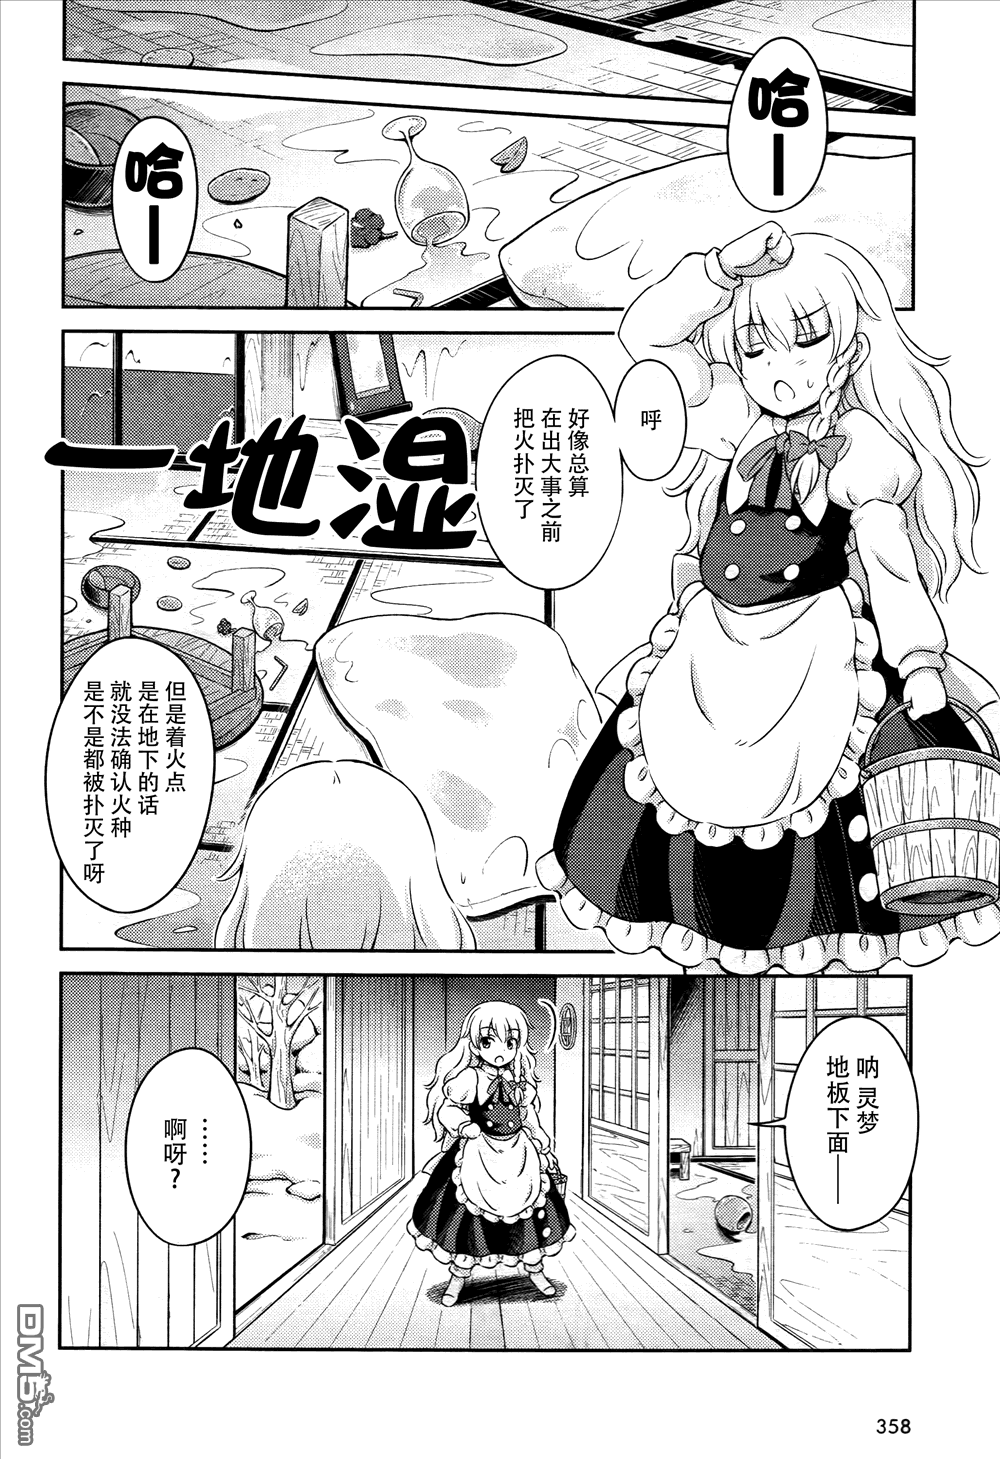 哈—
哈—
呼
好像总算
在出大事之前
把火扑灭了
一地湿
但是着火点
是在地下的话
就没法确认火种
是不是都被扑灭了呀
呐 灵梦
地板下面——
……
啊呀?
358
DM5.com